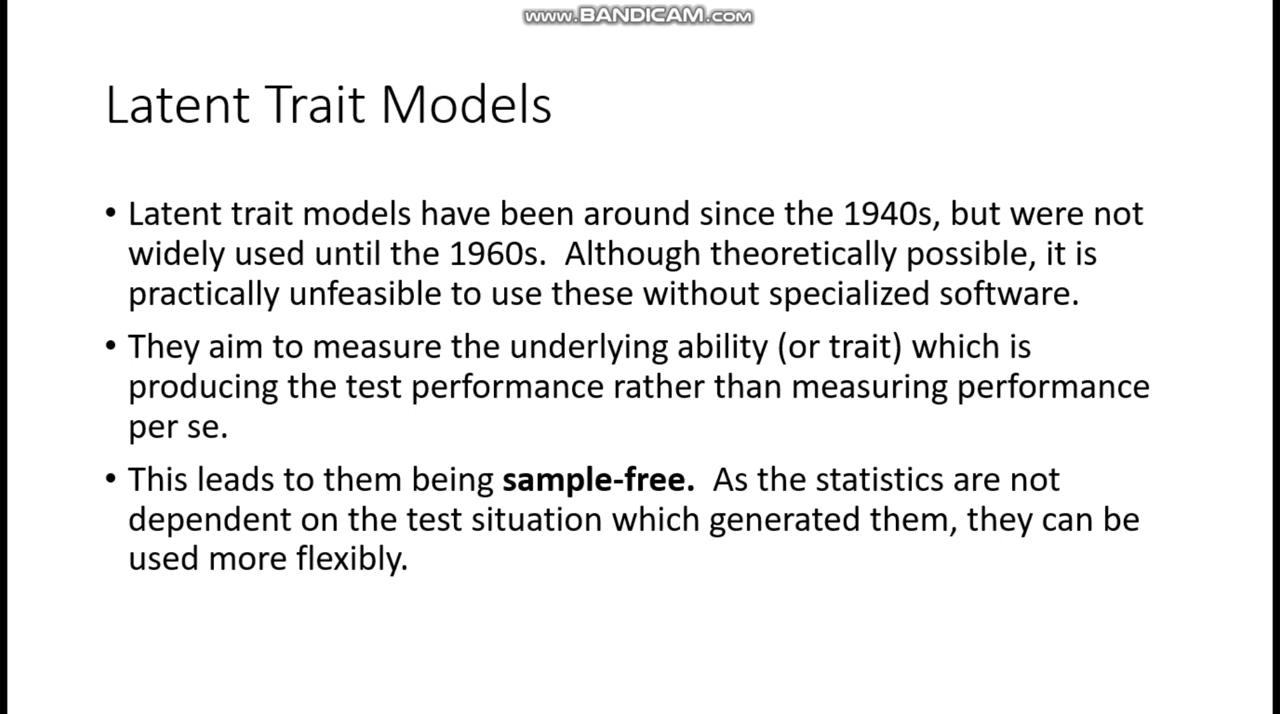 www.BANDICAM.com
Latent Trait Models
• Latent trait models have been around since the 1940s, but were not
widely used until the 1960s.  Although theoretically possible, it is
practically unfeasible to use these without specialized software.
• They aim to measure the underlying ability (or trait) which is
producing the test performance rather than measuring performance
per se.
• This leads to them being sample-free.  As the statistics are not
dependent on the test situation which generated them, they can be
used more flexibly.